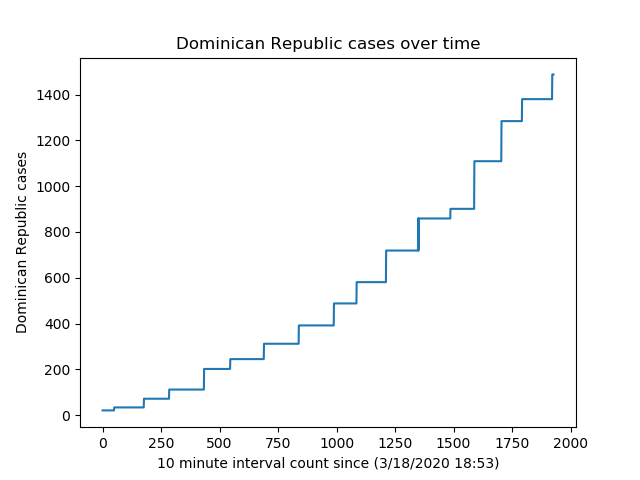 Dominican Republic cases over time
1400
1200
1000
800
600
400
200
0
Dominican Republic cases
0 250 500 750 1000 1250 1500 1750 2000
10 minute interval count since (3/18/2020 18:53)